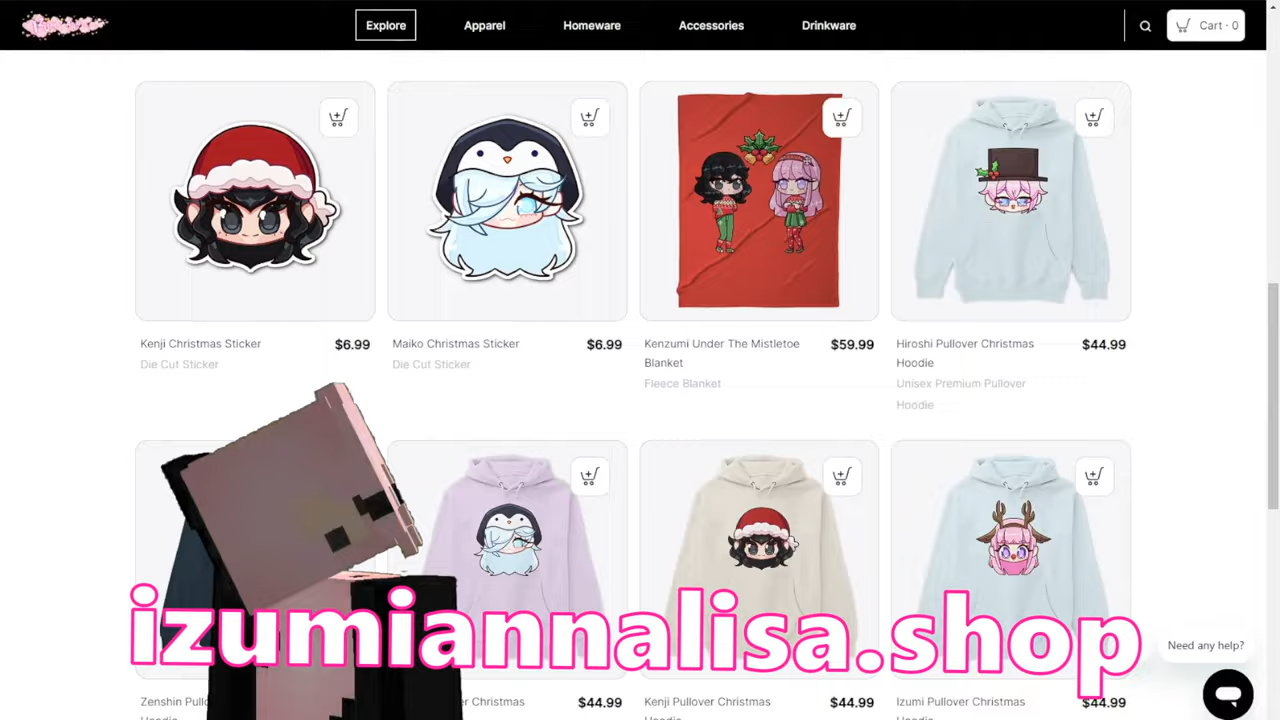 Explore
Apparel
Homeware
Accessories
Drinkware
Cart · 0
Kenji Christmas Sticker
$6.99
Die Cut Sticker
Maiko Christmas Sticker
$6.99
Die Cut Sticker
Kenzumi Under The Mistletoe
Blanket
$59.99
Fleece Blanket
Hiroshi Pullover Christmas
Hoodie
$44.99
Unisex Premium Pullover
Hoodie
izumiannalisa.shop
Need any help?
Zenshin Pull
er Christmas
$44.99
Kenji Pullover Christmas
$44.99
Izumi Pullover Christmas
$44.99